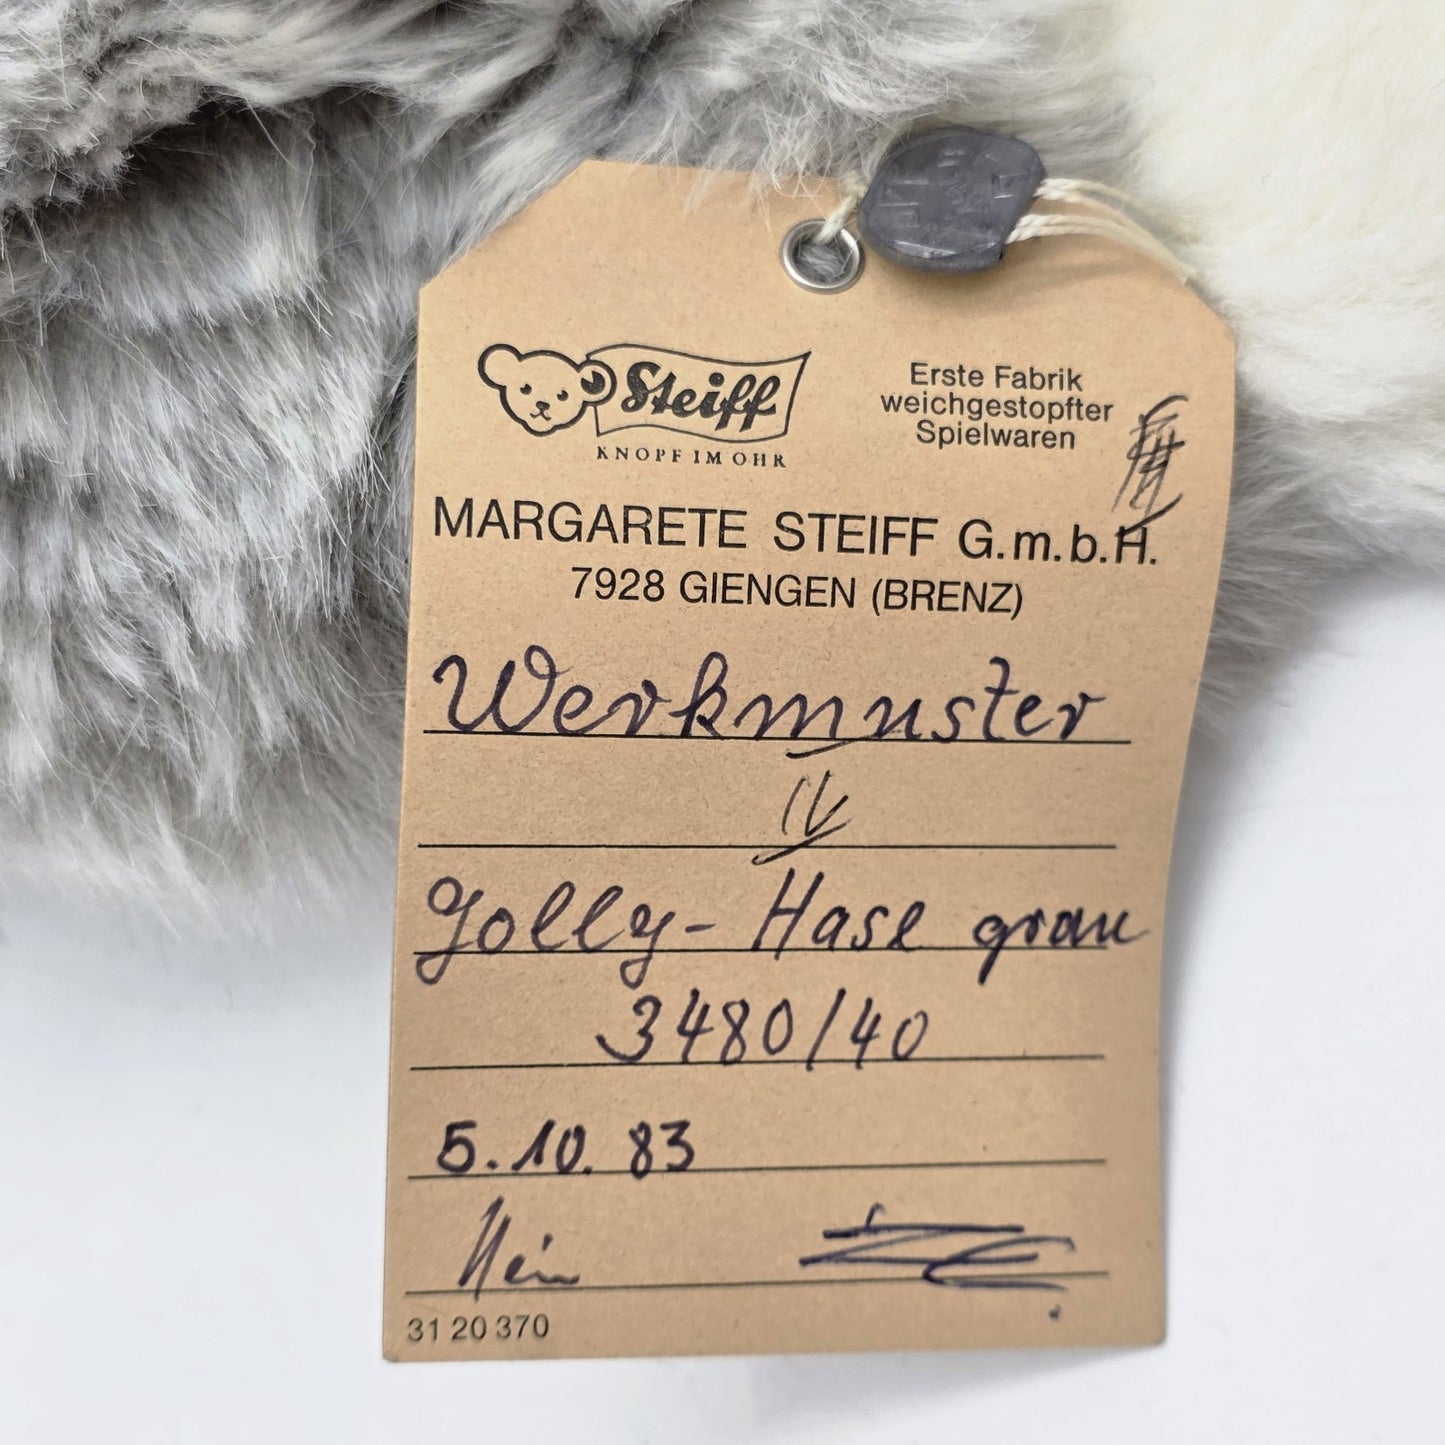 Steiff
KNOPF IM OHR
Erste Fabrik
weichgestopfter
Spielwaren
MARGARETE STEIFF G.m.b.H.
7928 GIENGEN (BRENZ)
Werkmuster
IV
Jolly-Hase grau
3480/40
5.10.83
31 20 370